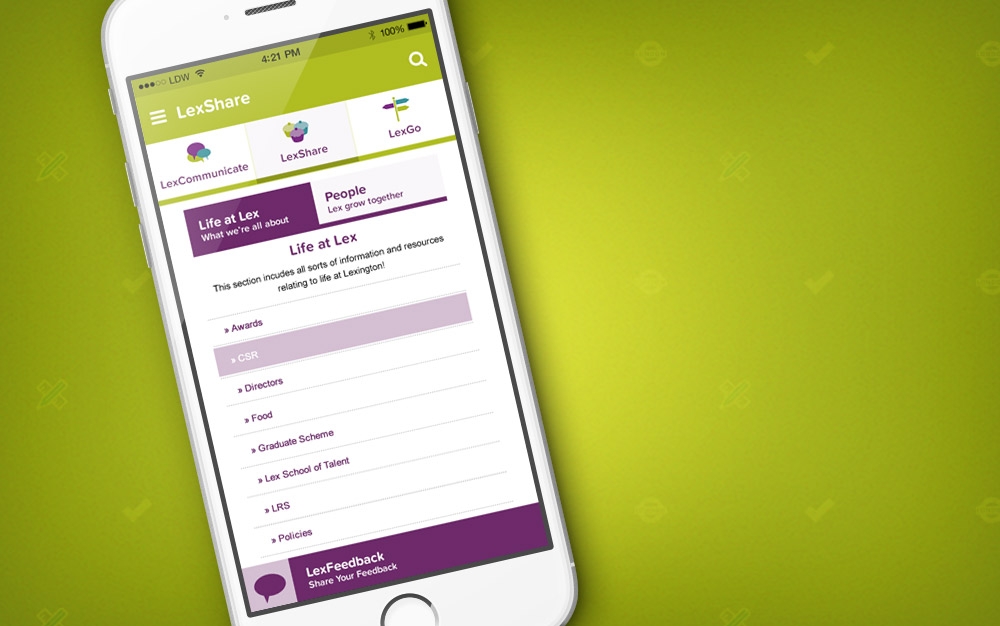 LDW 4:21 PM 100%
LexShare
LexCommunicate LexShare LexGo
Life at Lex
What we're all about
People
Lex grow together
Life at Lex
This section incudes all sorts of information and resources
relating to life at Lexington!
» Awards
» CSR
» Directors
» Food
» Graduate Scheme
» Lex School of Talent
» LRS
» Policies
LexFeedback
Share Your Feedback